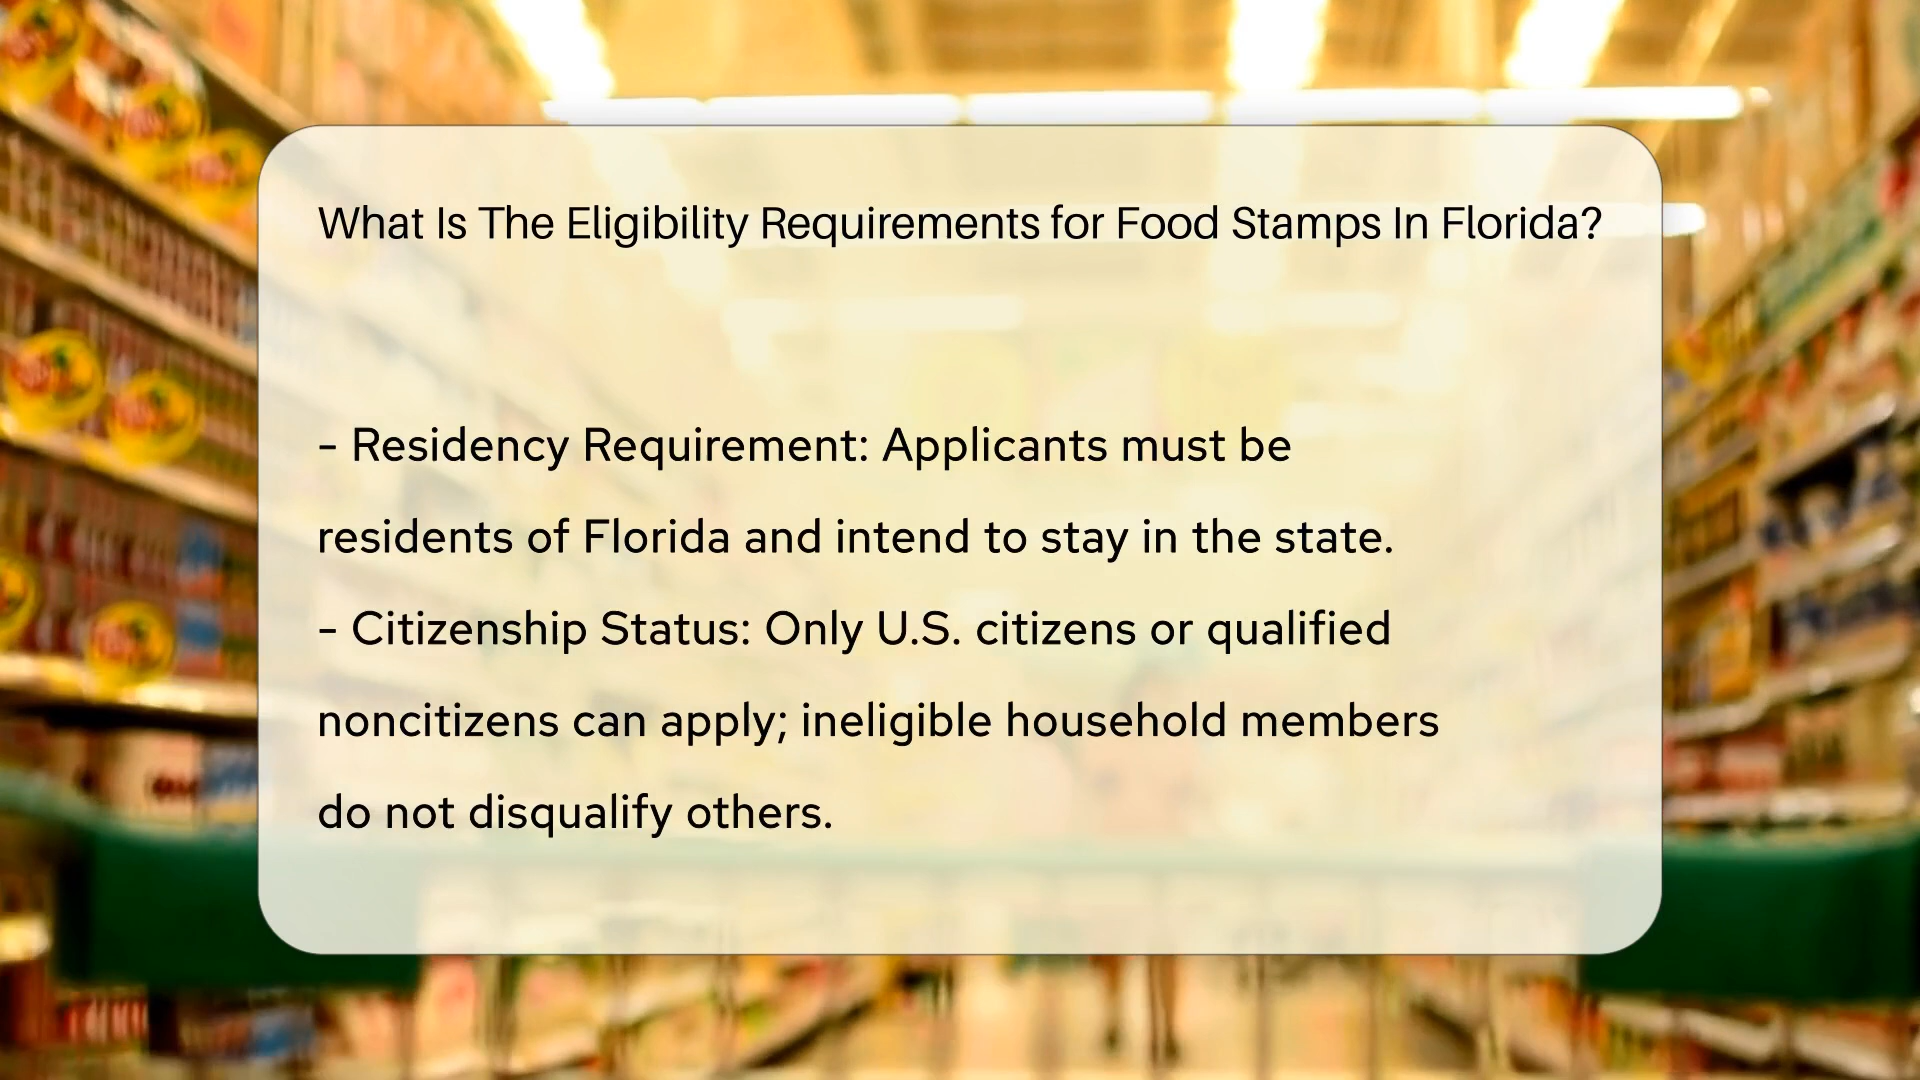 What Is The Eligibility Requirements for Food Stamps In Florida?
- Residency Requirement: Applicants must be
residents of Florida and intend to stay in the state.
- Citizenship Status: Only U.S. citizens or qualified
noncitizens can apply; ineligible household members
do not disqualify others.